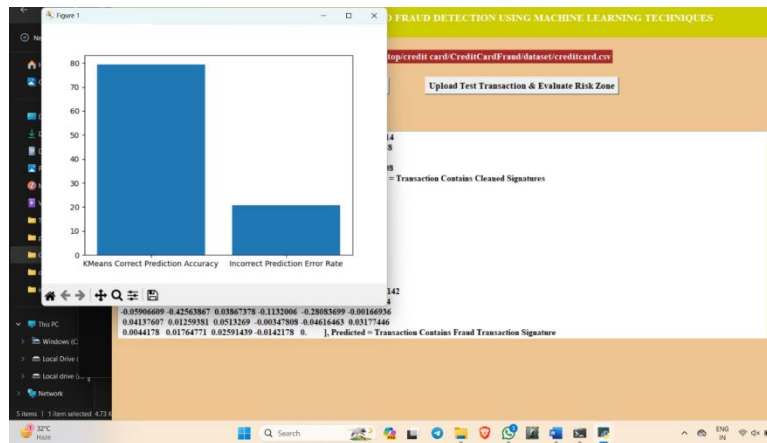 Figure 1
D FRAUD DETECTION USING MACHINE LEARNING TECHNIQUES
top/credit card/CreditCardFraud/dataset/creditcard.csv
Upload Test Transaction & Evaluate Risk Zone
80
70
60
50
40
30
20
10
0
KMeans Correct Prediction Accuracy Incorrect Prediction Error Rate
14
= Transaction Contains Cleaned Signatures
142
-0.05906609 -0.42563867 0.03867378 -0.1132006 -0.28083699 -0.00166936
0.04137607 0.01259381 0.0513269 -0.00347808 -0.04616463 0.03177446
0.0044178 0.01764771 0.02591439 -0.0142178 0. ], Predicted = Transaction Contains Fraud Transaction Signature
This PC
Windows (C:
Local Drive (
Local drive (
Network
5 items 1 item selected 4.73 K
32°C
Haze
Search
ENG
IN